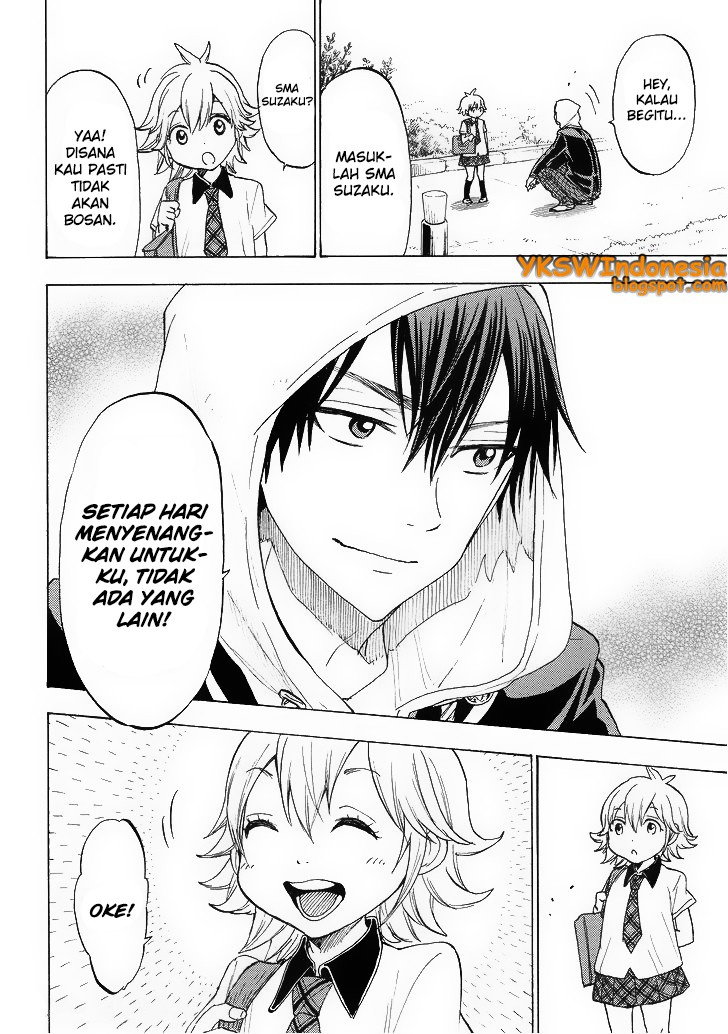 HEY,
KALAU
BEGITU...
MASUK-
LAH SMA
SUZAKU.
SMA
SUZAKU?
YAA!
DISANA
KAU PASTI
TIDAK
AKAN
BOSAN.
YKSWIndonesia
blogspot.com
SETIAP HARI
MENYENANG-
KAN UNTUK-
KU, TIDAK
ADA YANG
LAIN!
OKE!